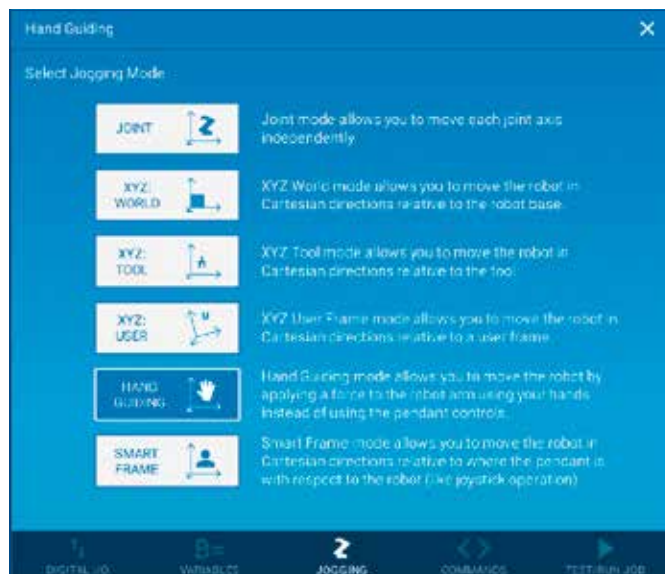 Hand Guiding
Select Jogging Mode
JOINT
Joint mode allows you to move each joint axis
independently
XYZ:
WORLD
XYZ World mode allows you to move the robot in
Cartesian directions relative to the robot base.
XYZ:
TOOL
XYZ Tool mode allows you to move the robot in
Cartesian directions relative to the tool
XYZ:
USER
XYZ User Frame mode allows you to move the robot in
Cartesian directions relative to a user frame
HAND
GUIDING
Hand Guiding mode allows you to move the robot by
applying a force to the robot arm using your hands
instead of using the pendant controls.
SMART
FRAME
Smart Frame mode allows you to move the robot in
Cartesian directions relative to where the pendant is
with respect to the robot (like joystick operation)
DIGITAL I/O
VARIABLES
JOGGING
COMMANDS
TEST/RUN JOB